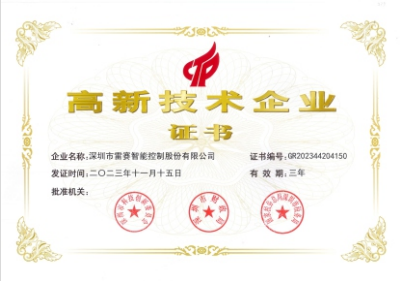 高新技术企业
证书
企业名称：深圳市雷赛智能控制股份有限公司 证书编号：GR202344204150
发证时间：二〇二三年十一月十五日 有效期：三年
批准机关：